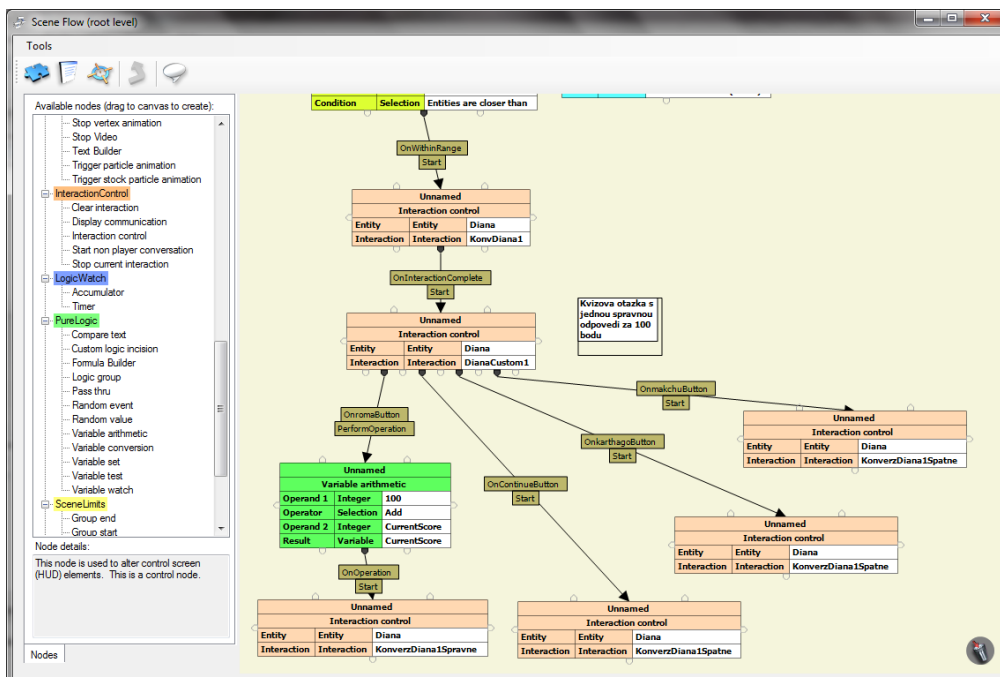 Scene Flow (root level)
Tools
Available nodes (drag to canvas to create):
Stop vertex animation
Stop Video
Text Builder
Trigger particle animation
Trigger stock particle animation
InteractionControl
Clear interaction
Display communication
Interaction control
Start non player conversation
Stop current interaction
LogicWatch
Accumulator
Timer
PureLogic
Compare text
Custom logic incision
Formula Builder
Logic group
Pass thru
Random event
Random value
Variable arithmetic
Variable conversion
Variable set
Variable test
Variable watch
SceneLimits
Group end
Group start
Node details:
This node is used to alter control screen
(HUD) elements. This is a control node.
Nodes
Condition Selection Entities are closer than
OnWithinRange
Start
Unnamed
Interaction control
Entity Entity Diana
Interaction Interaction KonvDiana1
OnInteractionComplete
Start
Unnamed
Interaction control
Entity Entity Diana
Interaction Interaction DianaCustom1
Kvizova otazka s
jednou spravnou
odpovedi za 100
bodu
OnromaButton
PerformOperation
OnContinueButton
Start
OnkarthagoButton
Start
OnmakchuButton
Start
Unnamed
Interaction control
Entity Entity Diana
Interaction Interaction KonverzDiana1Spatne
Unnamed
Variable arithmetic
Operand 1 Integer 100
Operator Selection Add
Operand 2 Integer CurrentScore
Result Variable CurrentScore
Unnamed
Interaction control
Entity Entity Diana
Interaction Interaction KonverzDiana1Spatne
OnOperation
Start
Unnamed
Interaction control
Entity Entity Diana
Interaction Interaction KonverzDiana1Spravne
Unnamed
Interaction control
Entity Entity Diana
Interaction Interaction KonverzDiana1Spatne